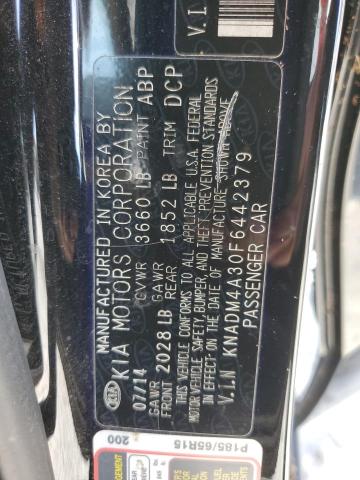 MANUFACTURED IN KOREA BY
KIA MOTORS CORPORATION
07/14 GVWR 3660 LB PAINT ABP
GAWR FRONT 2028 LB GAWR REAR 1852 LB TRIM DCP
THIS VEHICLE CONFORMS TO ALL APPLICABLE U.S.A. FEDERAL
MOTOR VEHICLE SAFETY, BUMPER, AND THEFT PREVENTION STANDARDS
IN EFFECT ON THE DATE OF MANUFACTURE SHOWN ABOVE.
V.I.N KNADM4A30F6442379
PASSENGER CAR
V.I
P185/65R15
200